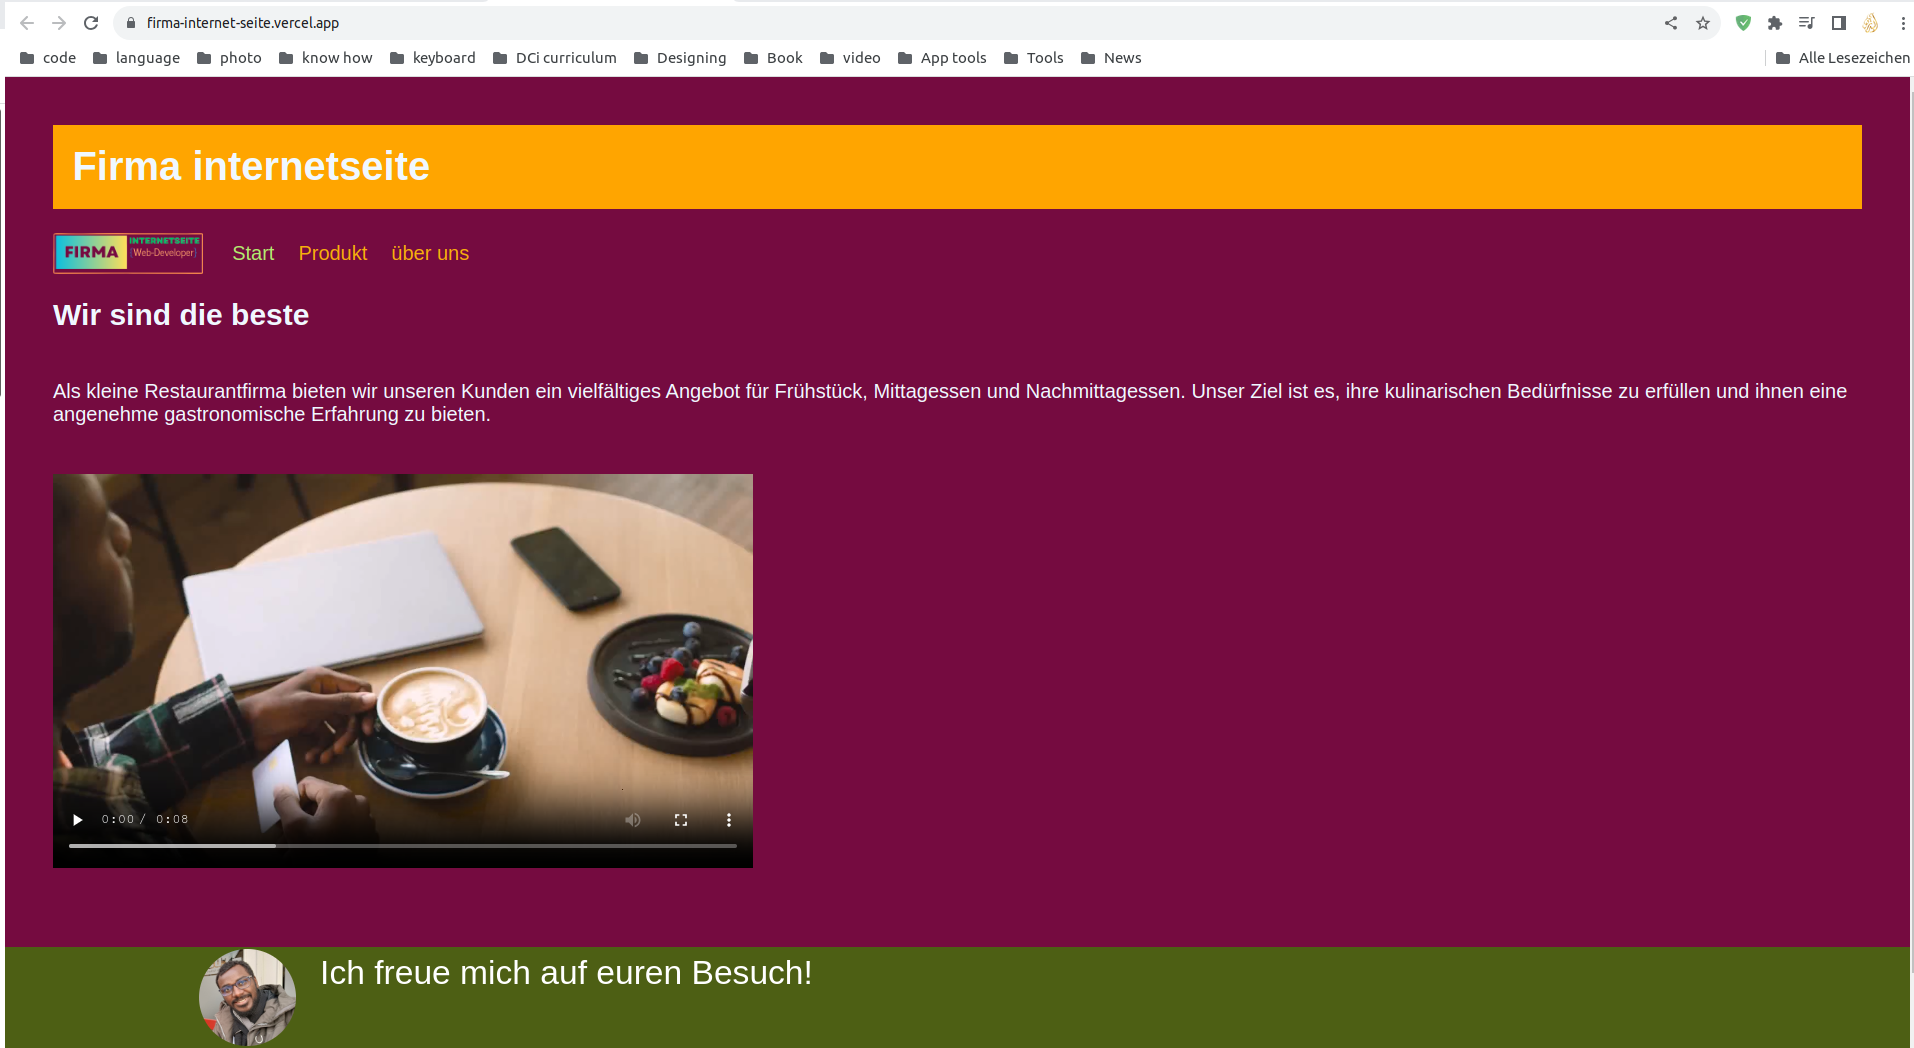 firma-internet-seite.vercel.app
code language photo know how keyboard DCi curriculum Designing Book video App tools Tools News Alle Lesezeichen
Firma internetseite
FIRMA INTERNETSEITE
[Web-Developer]
Start Produkt über uns
Wir sind die beste
Als kleine Restaurantfirma bieten wir unseren Kunden ein vielfältiges Angebot für Frühstück, Mittagessen und Nachmittagessen. Unser Ziel ist es, ihre kulinarischen Bedürfnisse zu erfüllen und ihnen eine
angenehme gastronomische Erfahrung zu bieten.
0:00 / 0:08
Ich freue mich auf euren Besuch!